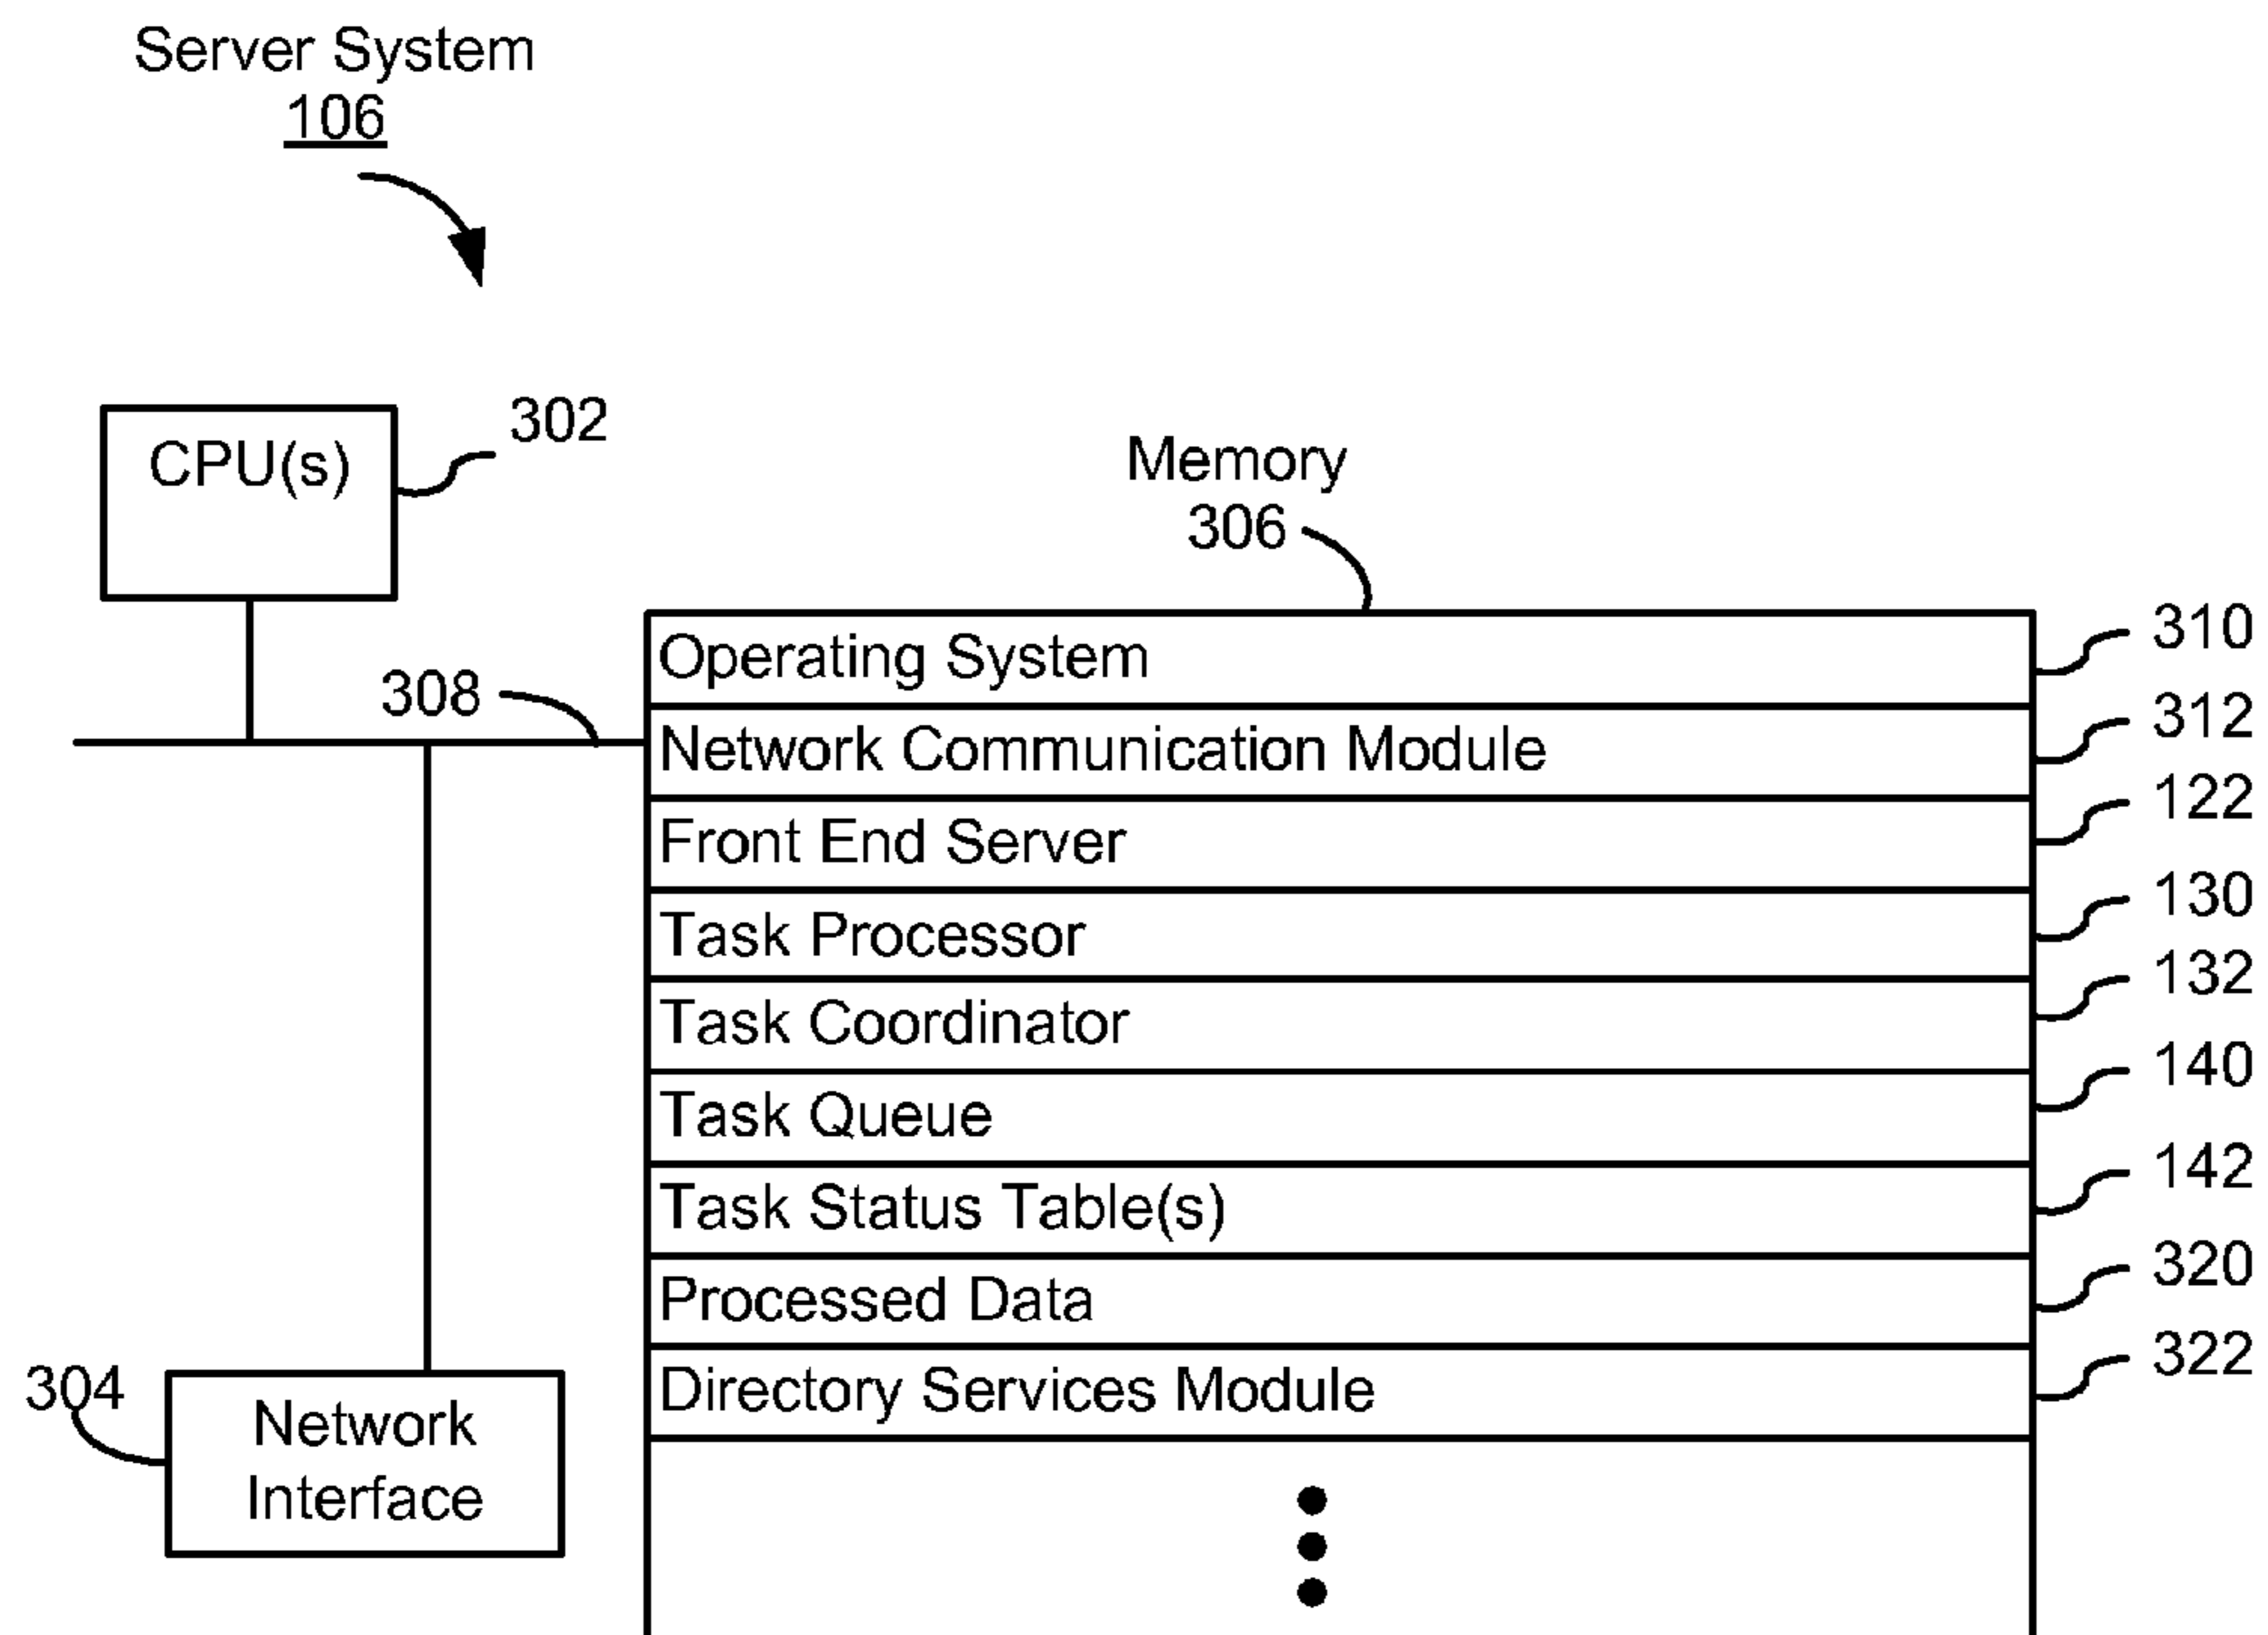 Server System
106
CPU(s)
302
Memory
306
308
Operating System
310
Network Communication Module
312
Front End Server
122
Task Processor
130
Task Coordinator
132
Task Queue
140
Task Status Table(s)
142
Processed Data
320
Directory Services Module
322
304
Network
Interface